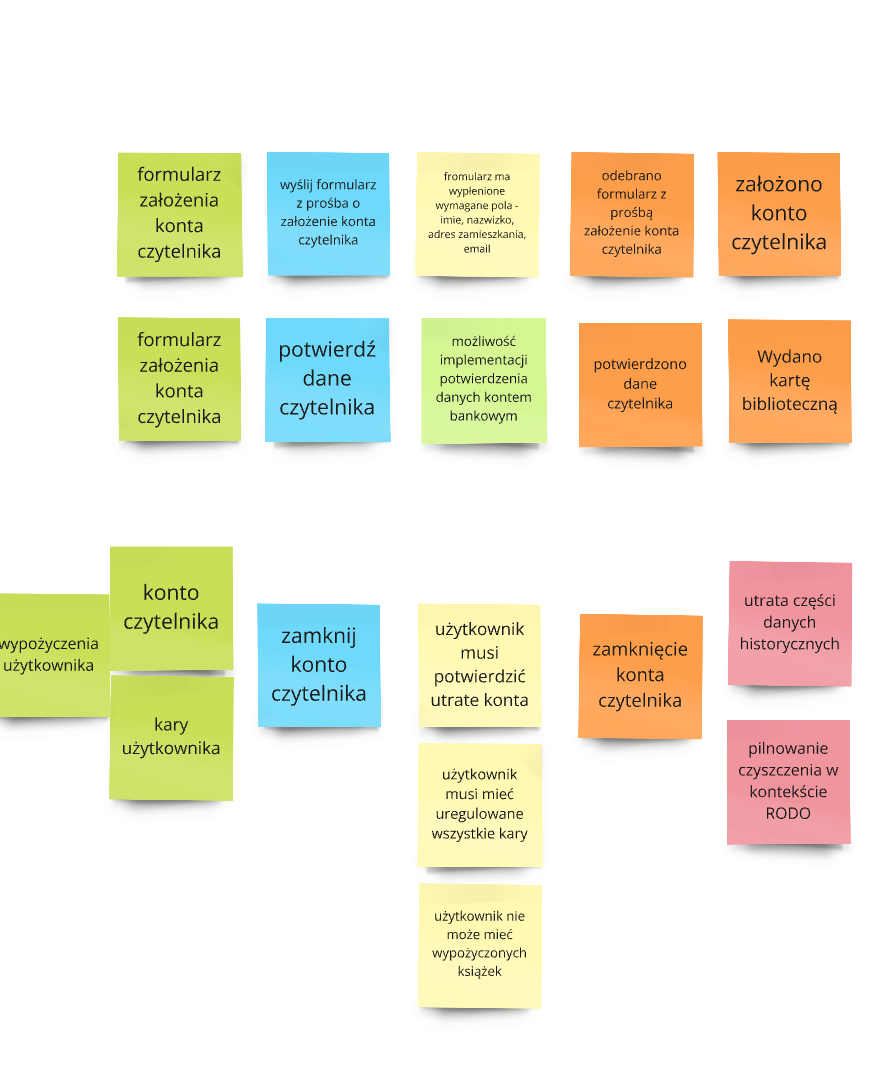 formularz
założenia
konta
czytelnika
wyślij formularz
z prośba o
założenie konta
czytelnika
fromularz ma
wypłenione
wymagane pola -
imie, nazwizko,
adres zamieszkania,
email
odebrano
formularz z
prośbą
założenie konta
czytelnika
założono
konto
czytelnika
formularz
założenia
konta
czytelnika
potwierdź
dane
czytelnika
możliwość
implementacji
potwierdzenia
danych kontem
bankowym
potwierdzono
dane
czytelnika
Wydano
kartę
biblioteczną
wypożyczenia
użytkownika
konto
czytelnika
kary
użytkownika
zamknij
konto
czytelnika
użytkownik
musi
potwierdzić
utrate konta
użytkownik
musi mieć
uregulowane
wszystkie kary
użytkownik nie
może mieć
wypożyczonych
książek
zamknięcie
konta
czytelnika
utrata części
danych
historycznych
pilnowanie
czyszczenia w
kontekście
RODO